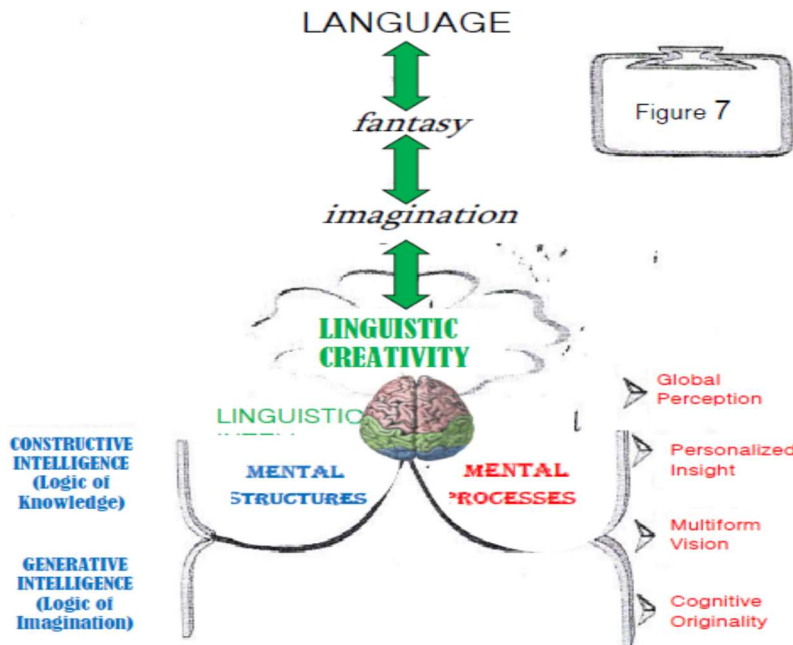 LANGUAGE
fantasy
Figure 7
imagination
LINGUISTIC
CREATIVITY
LINGUISTIC
Global
Perception
CONSTRUCTIVE
INTELLIGENCE
(Logic of
Knowledge)
MENTAL
STRUCTURES
MENTAL
PROCESSES
Personalized
Insight
Multiform
Vision
GENERATIVE
INTELLIGENCE
(Logic of
Imagination)
Cognitive
Originality